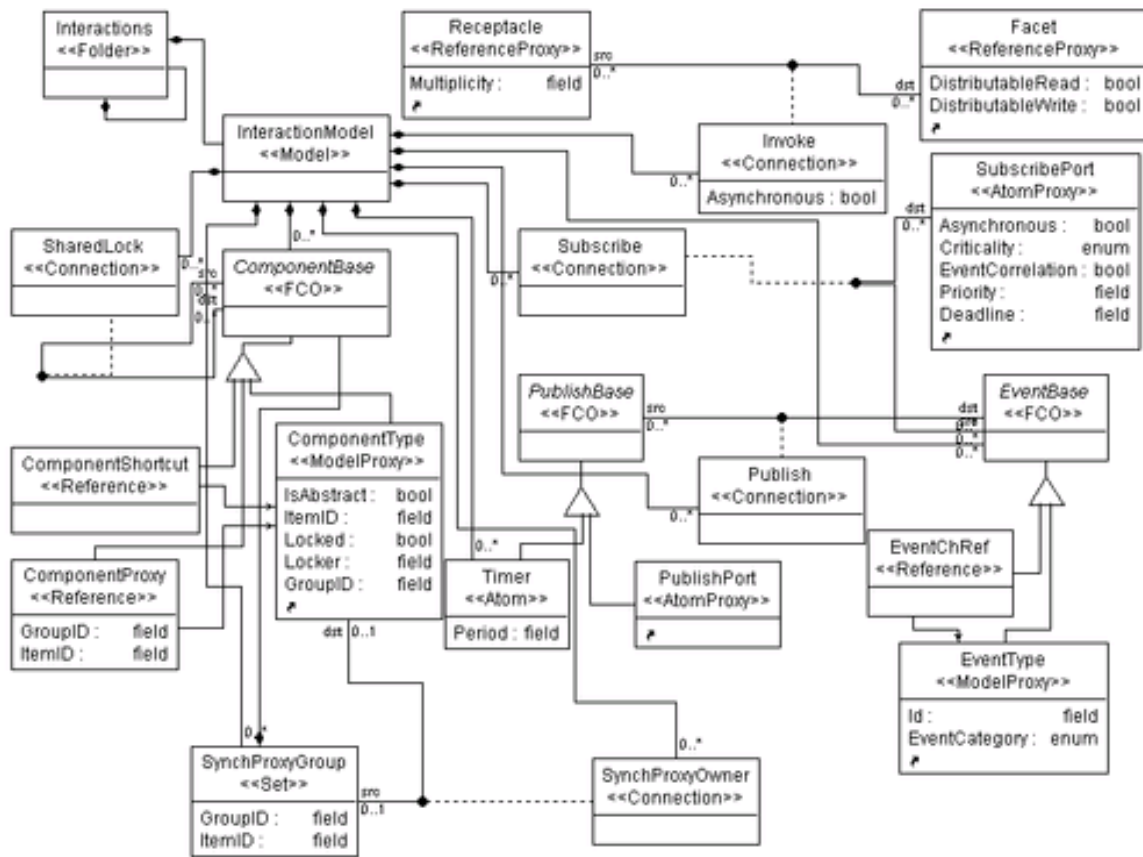 Interactions
<<Folder>>
Receptacle
<<ReferenceProxy>>
Multiplicity : field
src
0..*
dst
0..*
Facet
<<ReferenceProxy>>
DistributableRead : bool
DistributableWrite : bool
InteractionModel
<<Model>>
Invoke
<<Connection>>
Asynchronous : bool
0..*
SubscribePort
<<AtomProxy>>
Asynchronous : bool
Criticality : enum
EventCorrelation : bool
Priority : field
Deadline : field
dst
0..*
SharedLock
<<Connection>>
0..*
src
0..*
dst
0..*
0..*
ComponentBase
<<FCO>>
Subscribe
<<Connection>>
0..*
PublishBase
<<FCO>>
src
0..*
EventBase
<<FCO>>
dst
0..*
src
0..*
0..*
ComponentShortcut
<<Reference>>
ComponentType
<<ModelProxy>>
IsAbstract : bool
ItemID : field
Locked : bool
Locker : field
GroupID : field
dst 0..1
Publish
<<Connection>>
0..*
EventChRef
<<Reference>>
ComponentProxy
<<Reference>>
GroupID : field
ItemID : field
0..*
Timer
<<Atom>>
Period : field
PublishPort
<<AtomProxy>>
EventType
<<ModelProxy>>
Id : field
EventCategory : enum
0..*
SynchProxyGroup
<<Set>>
GroupID : field
ItemID : field
src
0..1
0..*
SynchProxyOwner
<<Connection>>